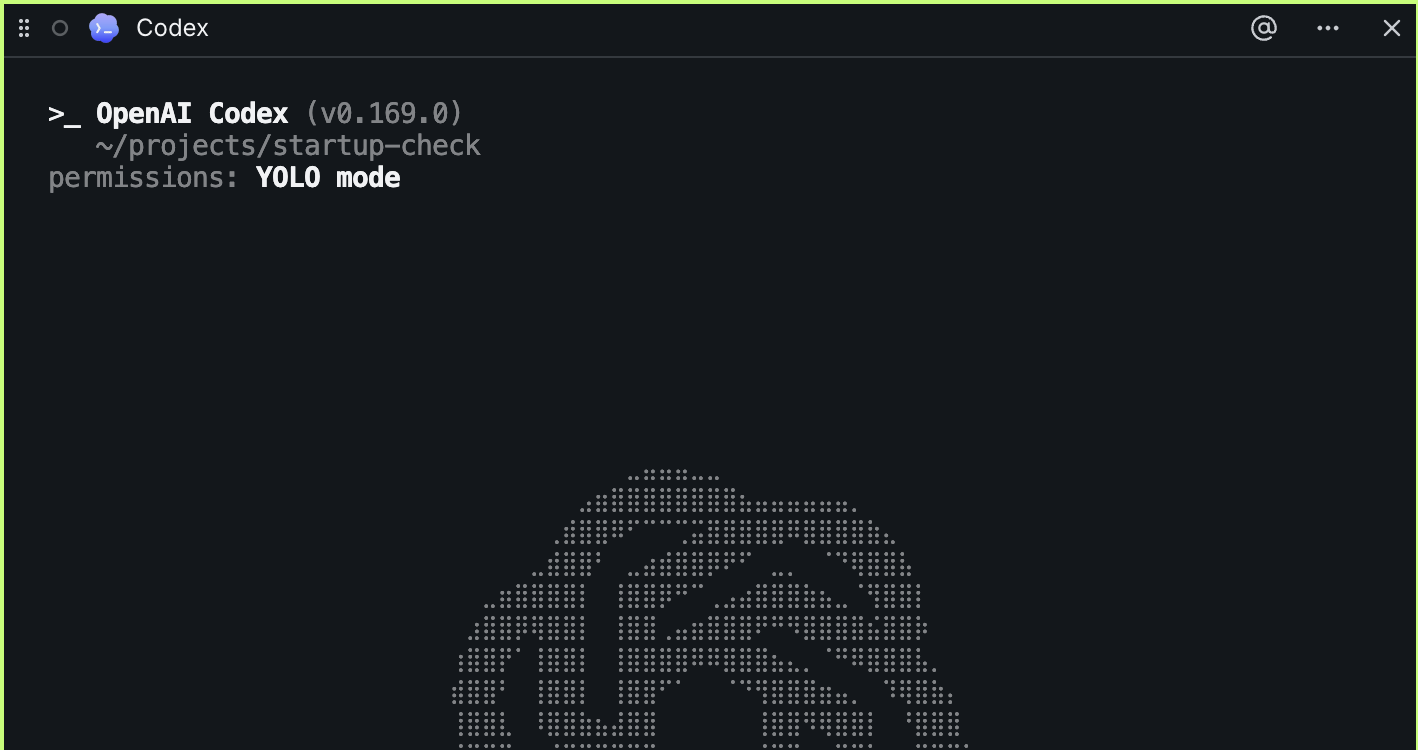 Codex
>_ OpenAI Codex (v0.169.0)
~/projects/startup-check
permissions: YOLO mode